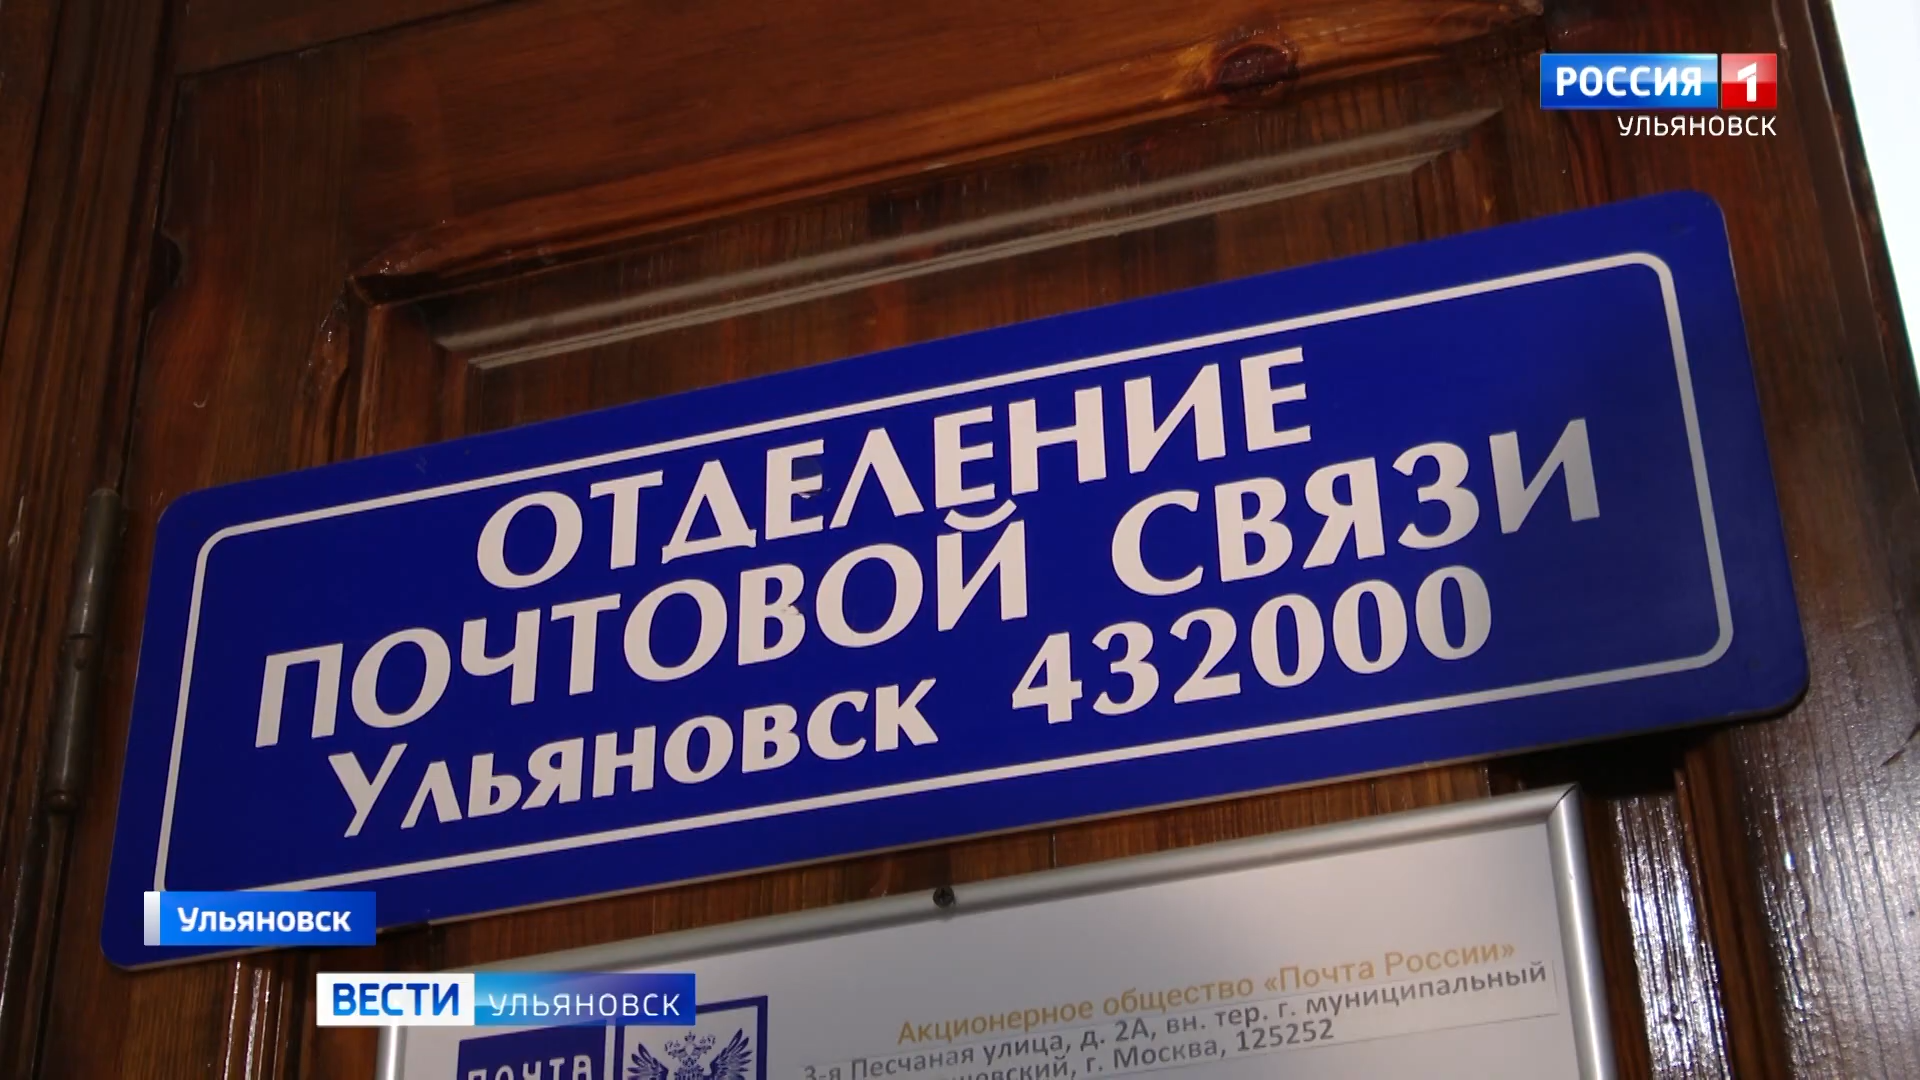 РОССИЯ 1
УЛЬЯНОВСК
ОТДЕЛЕНИЕ
ПОЧТОВОЙ СВЯЗИ
УЛЬЯНОВСК 432000
Ульяновск
ВЕСТИ УЛЬЯНОВСК
ПОЧТА
Акционерное общество «Почта России»
3-я Песчаная улица, д. 2А, вн. тер. г. муниципальный
г. Москва, 125252